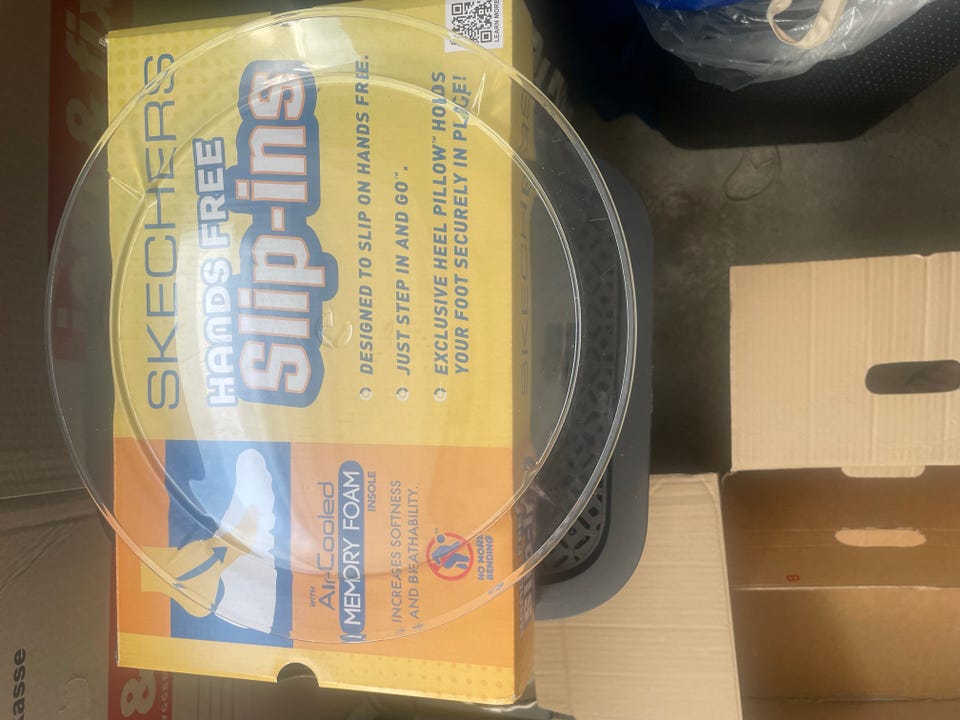 SKECHERS
HANDS FREE
Slip-ins
DESIGNED TO SLIP ON HANDS FREE.
JUST STEP IN AND GO™.
EXCLUSIVE HEEL PILLOW™ HOLDS
YOUR FOOT SECURELY IN PLACE!
LEARN MORE
WITH
Air-Cooled
MEMORY FOAM
INSOLE
INCREASES SOFTNESS
AND BREATHABILITY.
NO MORE
BENDING
SKECHERS
asse